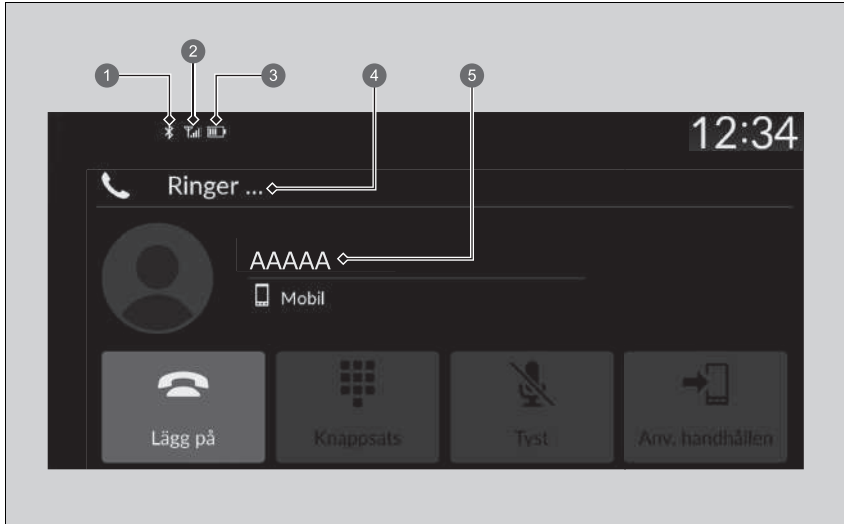 2
1 3 4 5
12:34
Ringer ...
AAAAA
Mobil
Lägg på Knappsats Tyst Anv. handhållen